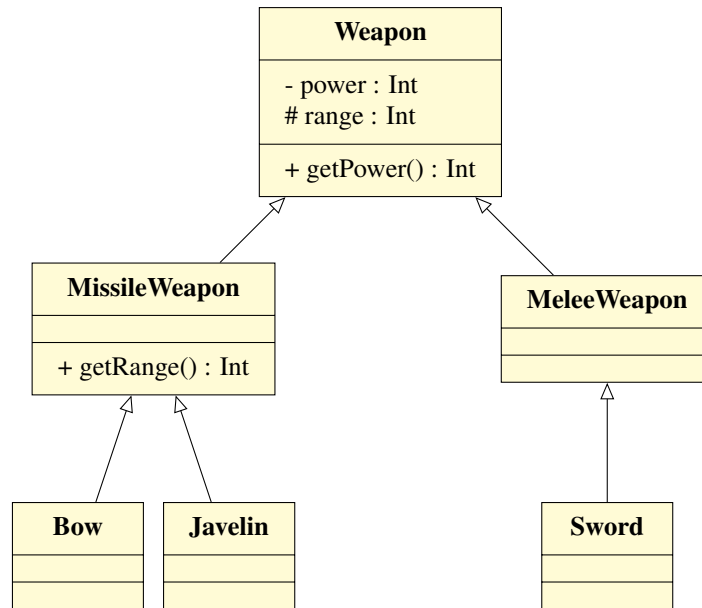 Weapon
- power : Int
# range : Int
+ getPower() : Int
MissileWeapon
+ getRange() : Int
MeleeWeapon
Bow
Javelin
Sword